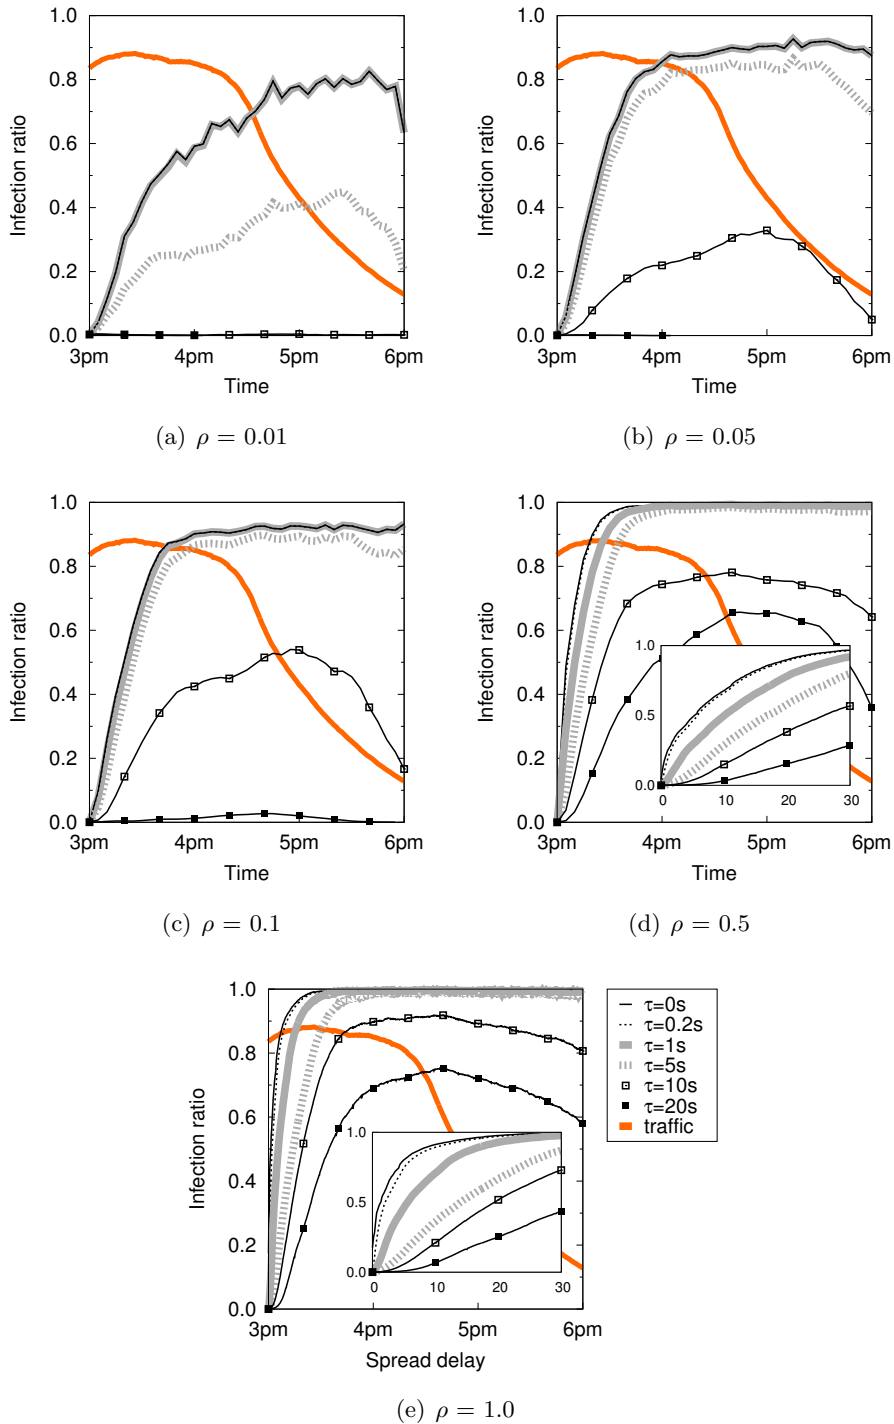 1.0
0.8
0.6
0.4
0.2
0.0
Infection ratio
3pm 4pm 5pm 6pm
Time
(a) ρ = 0.01
1.0
0.8
0.6
0.4
0.2
0.0
Infection ratio
3pm 4pm 5pm 6pm
Time
(b) ρ = 0.05
1.0
0.8
0.6
0.4
0.2
0.0
Infection ratio
3pm 4pm 5pm 6pm
Time
(c) ρ = 0.1
1.0
0.8
0.6
0.4
0.2
0.0
Infection ratio
3pm 4pm 5pm 6pm
Time
1.0
0.5
0.0
0 10 20 30
(d) ρ = 0.5
1.0
0.8
0.6
0.4
0.2
0.0
Infection ratio
3pm 4pm 5pm 6pm
Spread delay
1.0
0.5
0.0
0 10 20 30
τ=0s
τ=0.2s
τ=1s
τ=5s
τ=10s
τ=20s
traffic
(e) ρ = 1.0